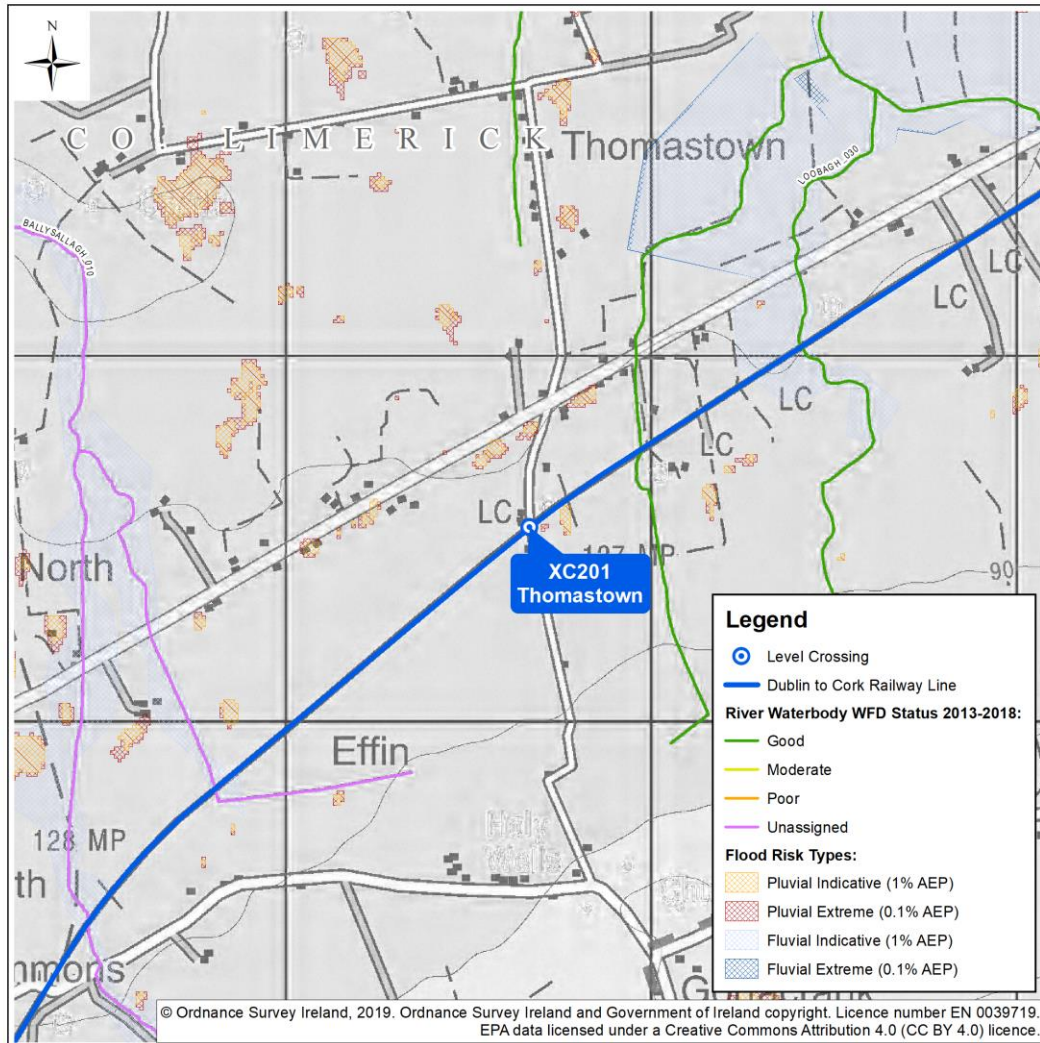 N
CO LIMERICK
Thomastown
LOOBAGH_030
BALLYSALLAGH_010
LC
LC
LC
LC
LC
XC201
Thomastown
127 MP
North
90
Effin
128 MP
th
mmons
Holy
Wells
Legend
Level Crossing
Dublin to Cork Railway Line
River Waterbody WFD Status 2013-2018:
Good
Moderate
Poor
Unassigned
Flood Risk Types:
Pluvial Indicative (1% AEP)
Pluvial Extreme (0.1% AEP)
Fluvial Indicative (1% AEP)
Fluvial Extreme (0.1% AEP)
© Ordnance Survey Ireland, 2019. Ordnance Survey Ireland and Government of Ireland copyright. Licence number EN 0039719.
EPA data licensed under a Creative Commons Attribution 4.0 (CC BY 4.0) licence.